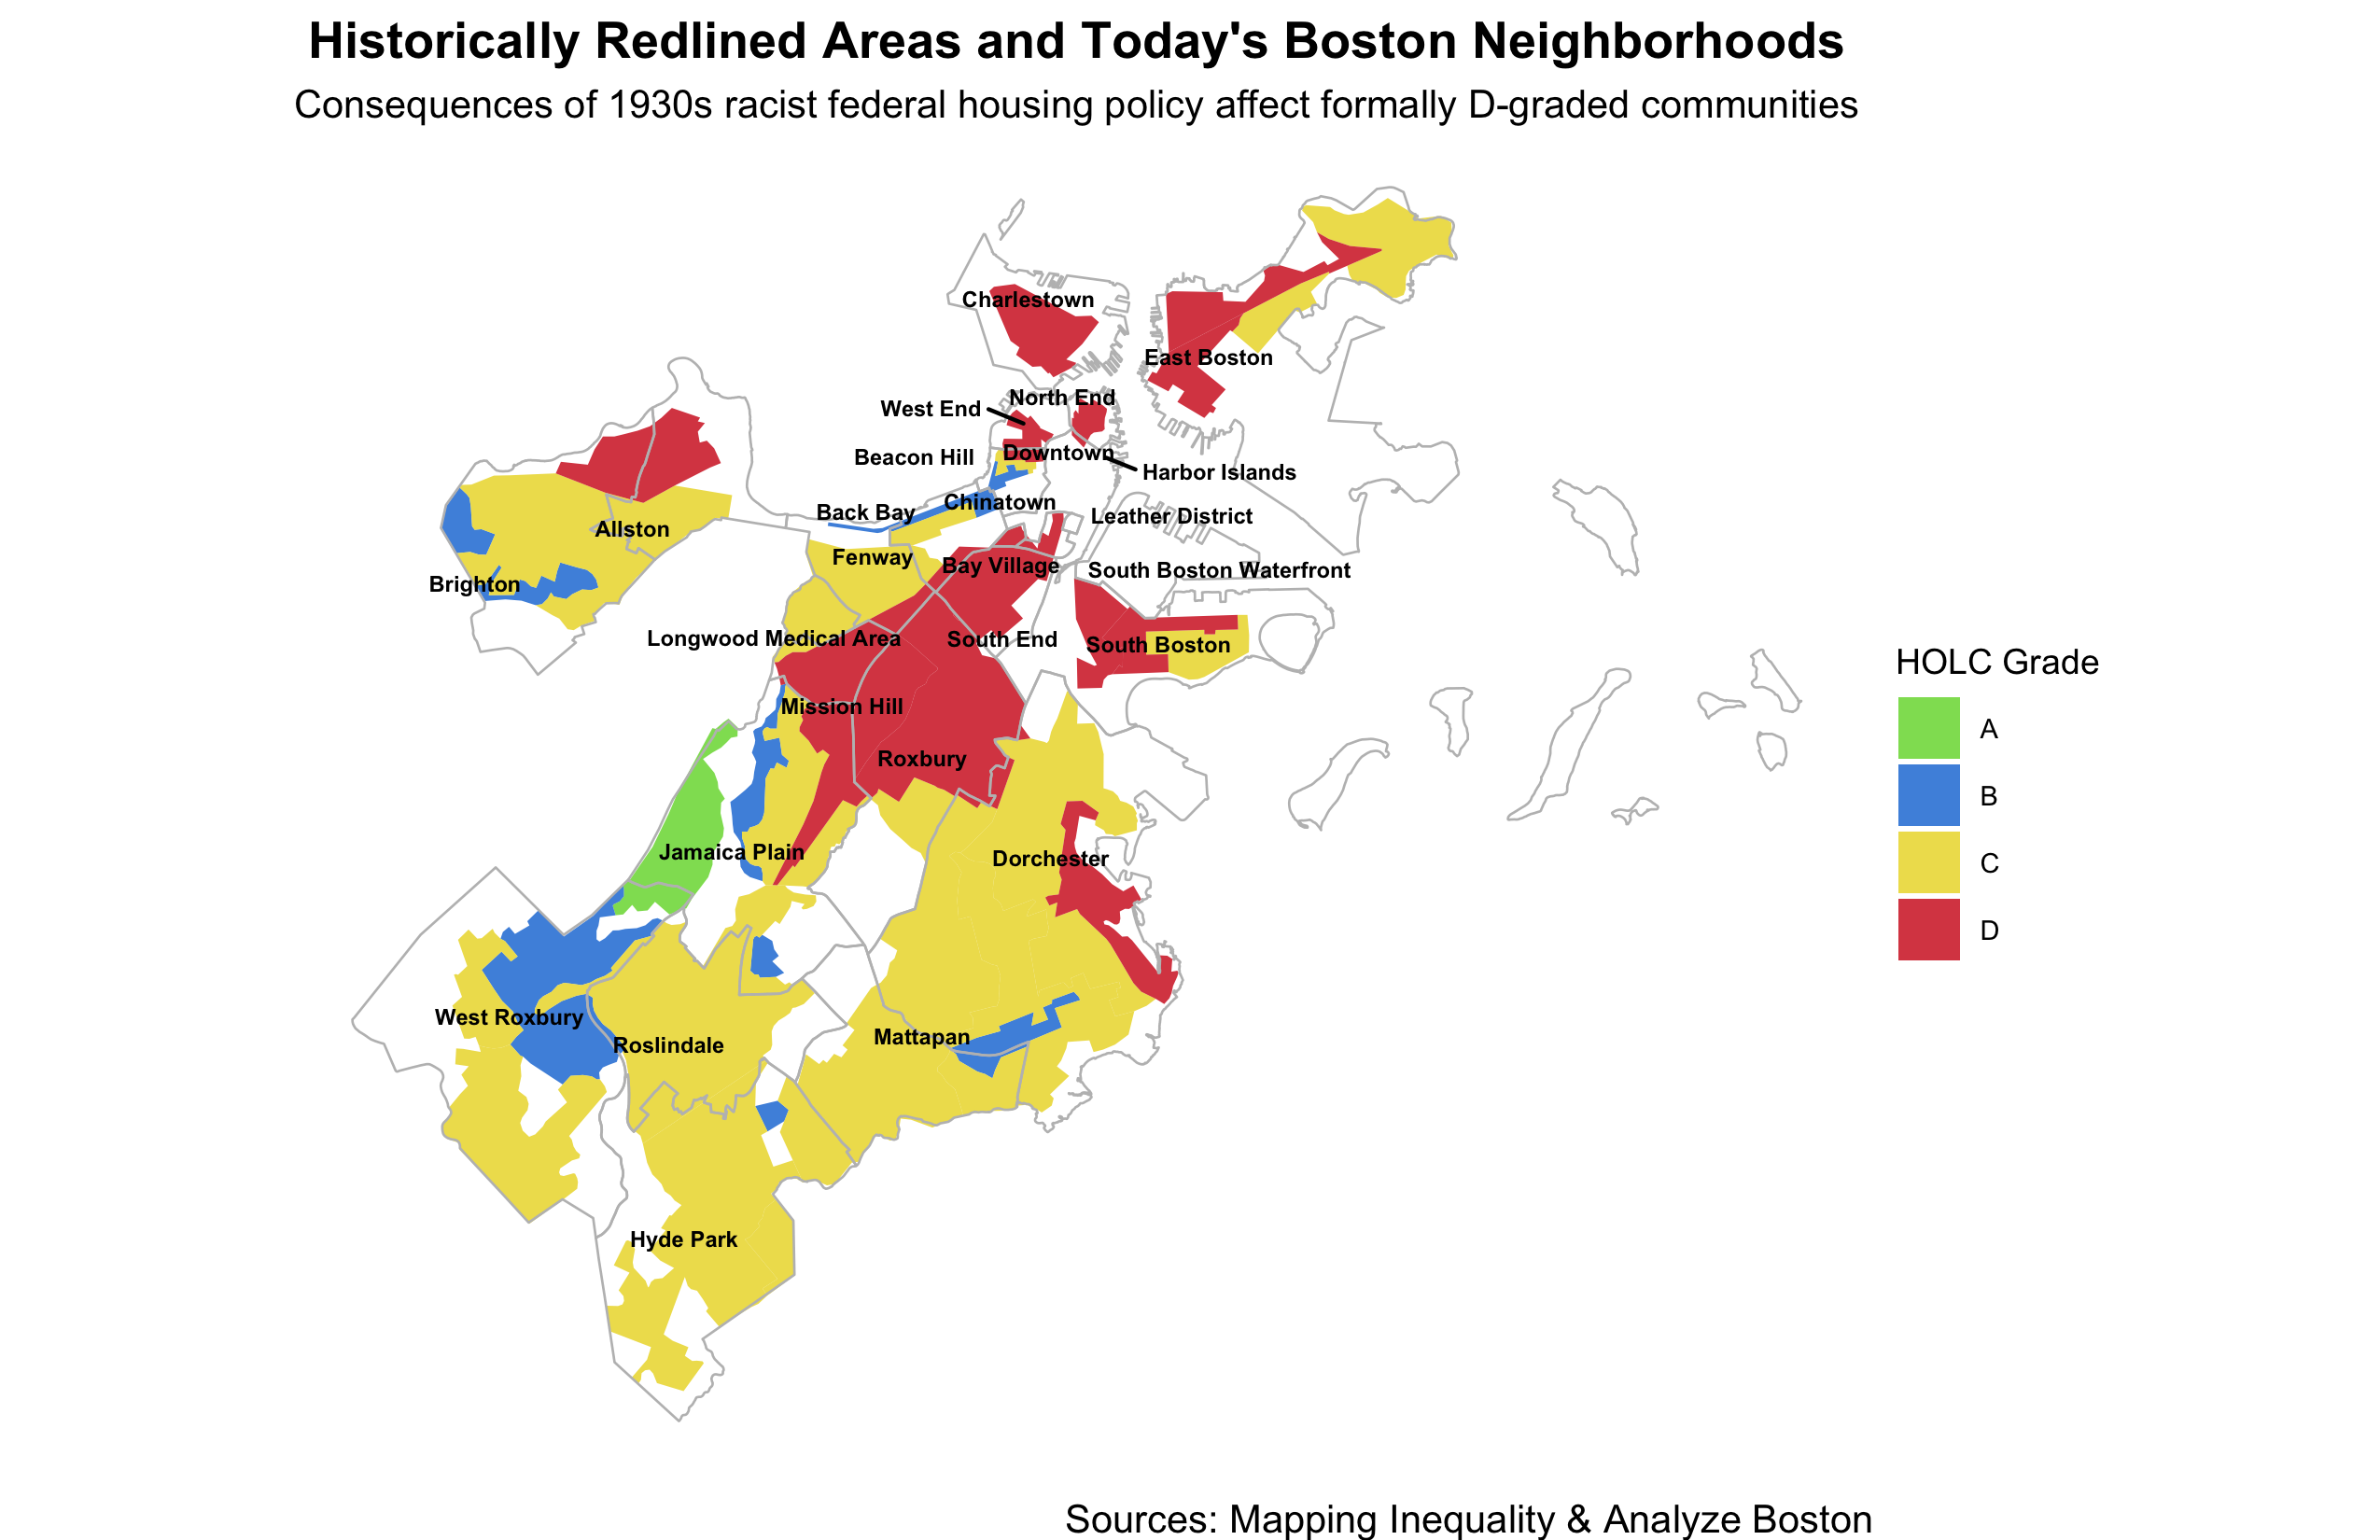 Historically Redlined Areas and Today's Boston Neighborhoods
Consequences of 1930s racist federal housing policy affect formally D-graded communities
Charlestown
East Boston
North End
West End
Downtown
Beacon Hill
Harbor Islands
Chinatown
Back Bay
Leather District
Allston
Fenway
Bay Village
South Boston Waterfront
Brighton
Longwood Medical Area
South End
South Boston
HOLC Grade
A
B
C
D
Mission Hill
Roxbury
Jamaica Plain
Dorchester
West Roxbury
Mattapan
Roslindale
Hyde Park
Sources: Mapping Inequality & Analyze Boston